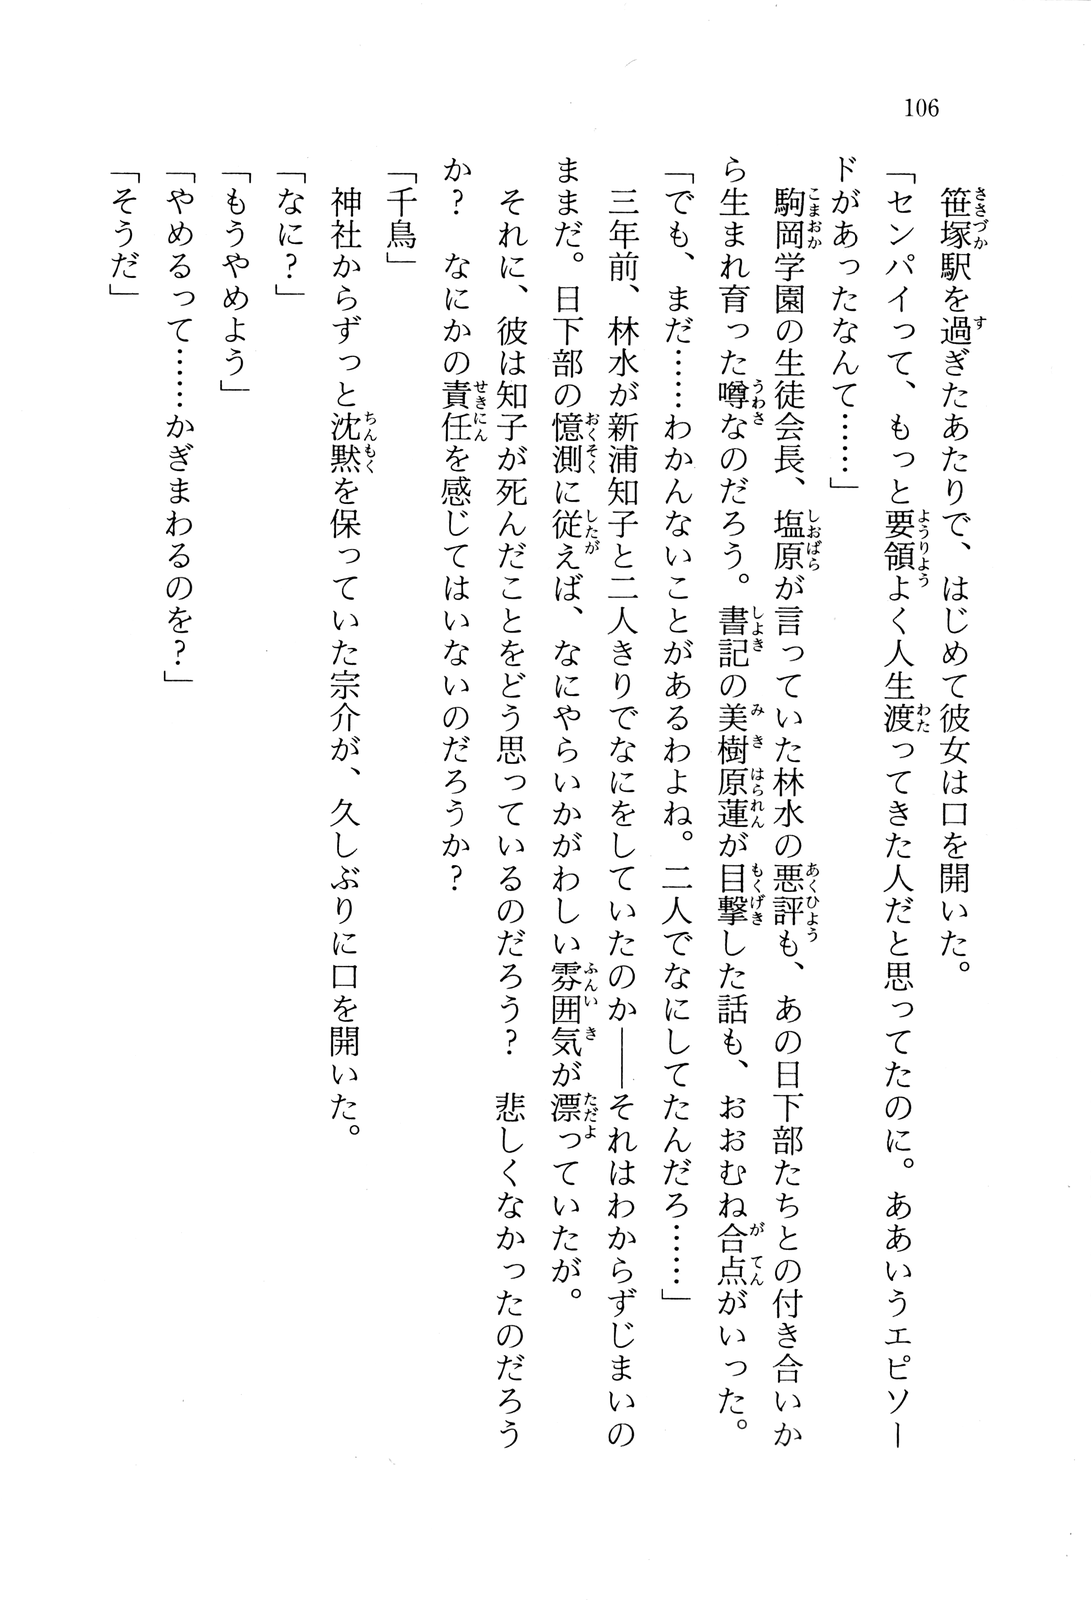 106
笹塚駅を過ぎたあたりで、はじめて彼女は口を開いた。
「センパイって、もっと要領よく人生渡ってきた人だと思ってたのに。ああいうエピソー
ドがあったなんて……」
駒岡学園の生徒会長、塩原が言っていた林水の悪評も、あの日下部たちとの付き合いか
ら生まれ育った噂なのだろう。書記の美樹原蓮が目撃した話も、おおむね合点がいった。
「でも、まだ……わかんないことがあるわよね。二人でなにしてたんだろ……」
三年前、林水が新浦知子と二人きりでなにをしていたのか――それはわからずじまいの
ままだ。日下部の憶測に従えば、なにやらいかがわしい雰囲気が漂っていたが。
それに、彼は知子が死んだことをどう思っているのだろう？　悲しくなかったのだろう
か？　なにかの責任を感じてはいないのだろうか？
「千鳥」
神社からずっと沈黙を保っていた宗介が、久しぶりに口を開いた。
「なに？」
「もうやめよう」
「やめるって……かぎまわるのを？」
「そうだ」